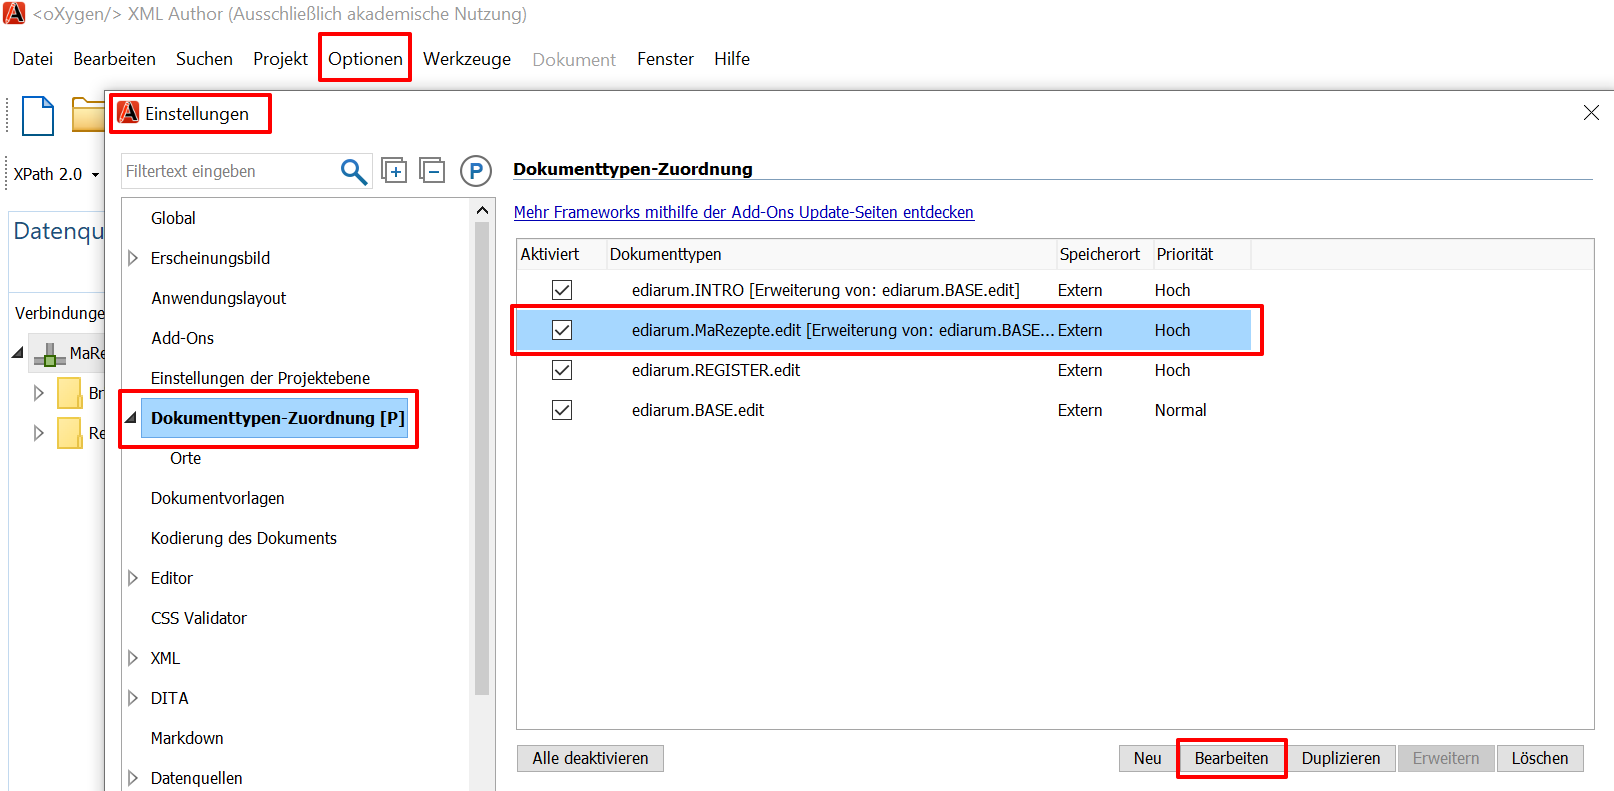 <oXygen/> XML Author (Ausschließlich akademische Nutzung)
Datei Bearbeiten Suchen Projekt Optionen Werkzeuge Dokument Fenster Hilfe
Einstellungen
XPath 2.0
Filtertext eingeben
P
Datenqu
Verbindunge
MaRe
Br
Re
Global
Erscheinungsbild
Anwendungslayout
Add-Ons
Einstellungen der Projektebene
Dokumenttypen-Zuordnung [P]
Orte
Dokumentvorlagen
Kodierung des Dokuments
Editor
CSS Validator
XML
DITA
Markdown
Datenquellen
Dokumenttypen-Zuordnung
Mehr Frameworks mithilfe der Add-Ons Update-Seiten entdecken
Aktiviert Dokumenttypen Speicherort Priorität
ediarum.INTRO [Erweiterung von: ediarum.BASE.edit] Extern Hoch
ediarum.MaRezepte.edit [Erweiterung von: ediarum.BASE... Extern Hoch
ediarum.REGISTER.edit Extern Hoch
ediarum.BASE.edit Extern Normal
Alle deaktivieren Neu Bearbeiten Duplizieren Erweitern Löschen